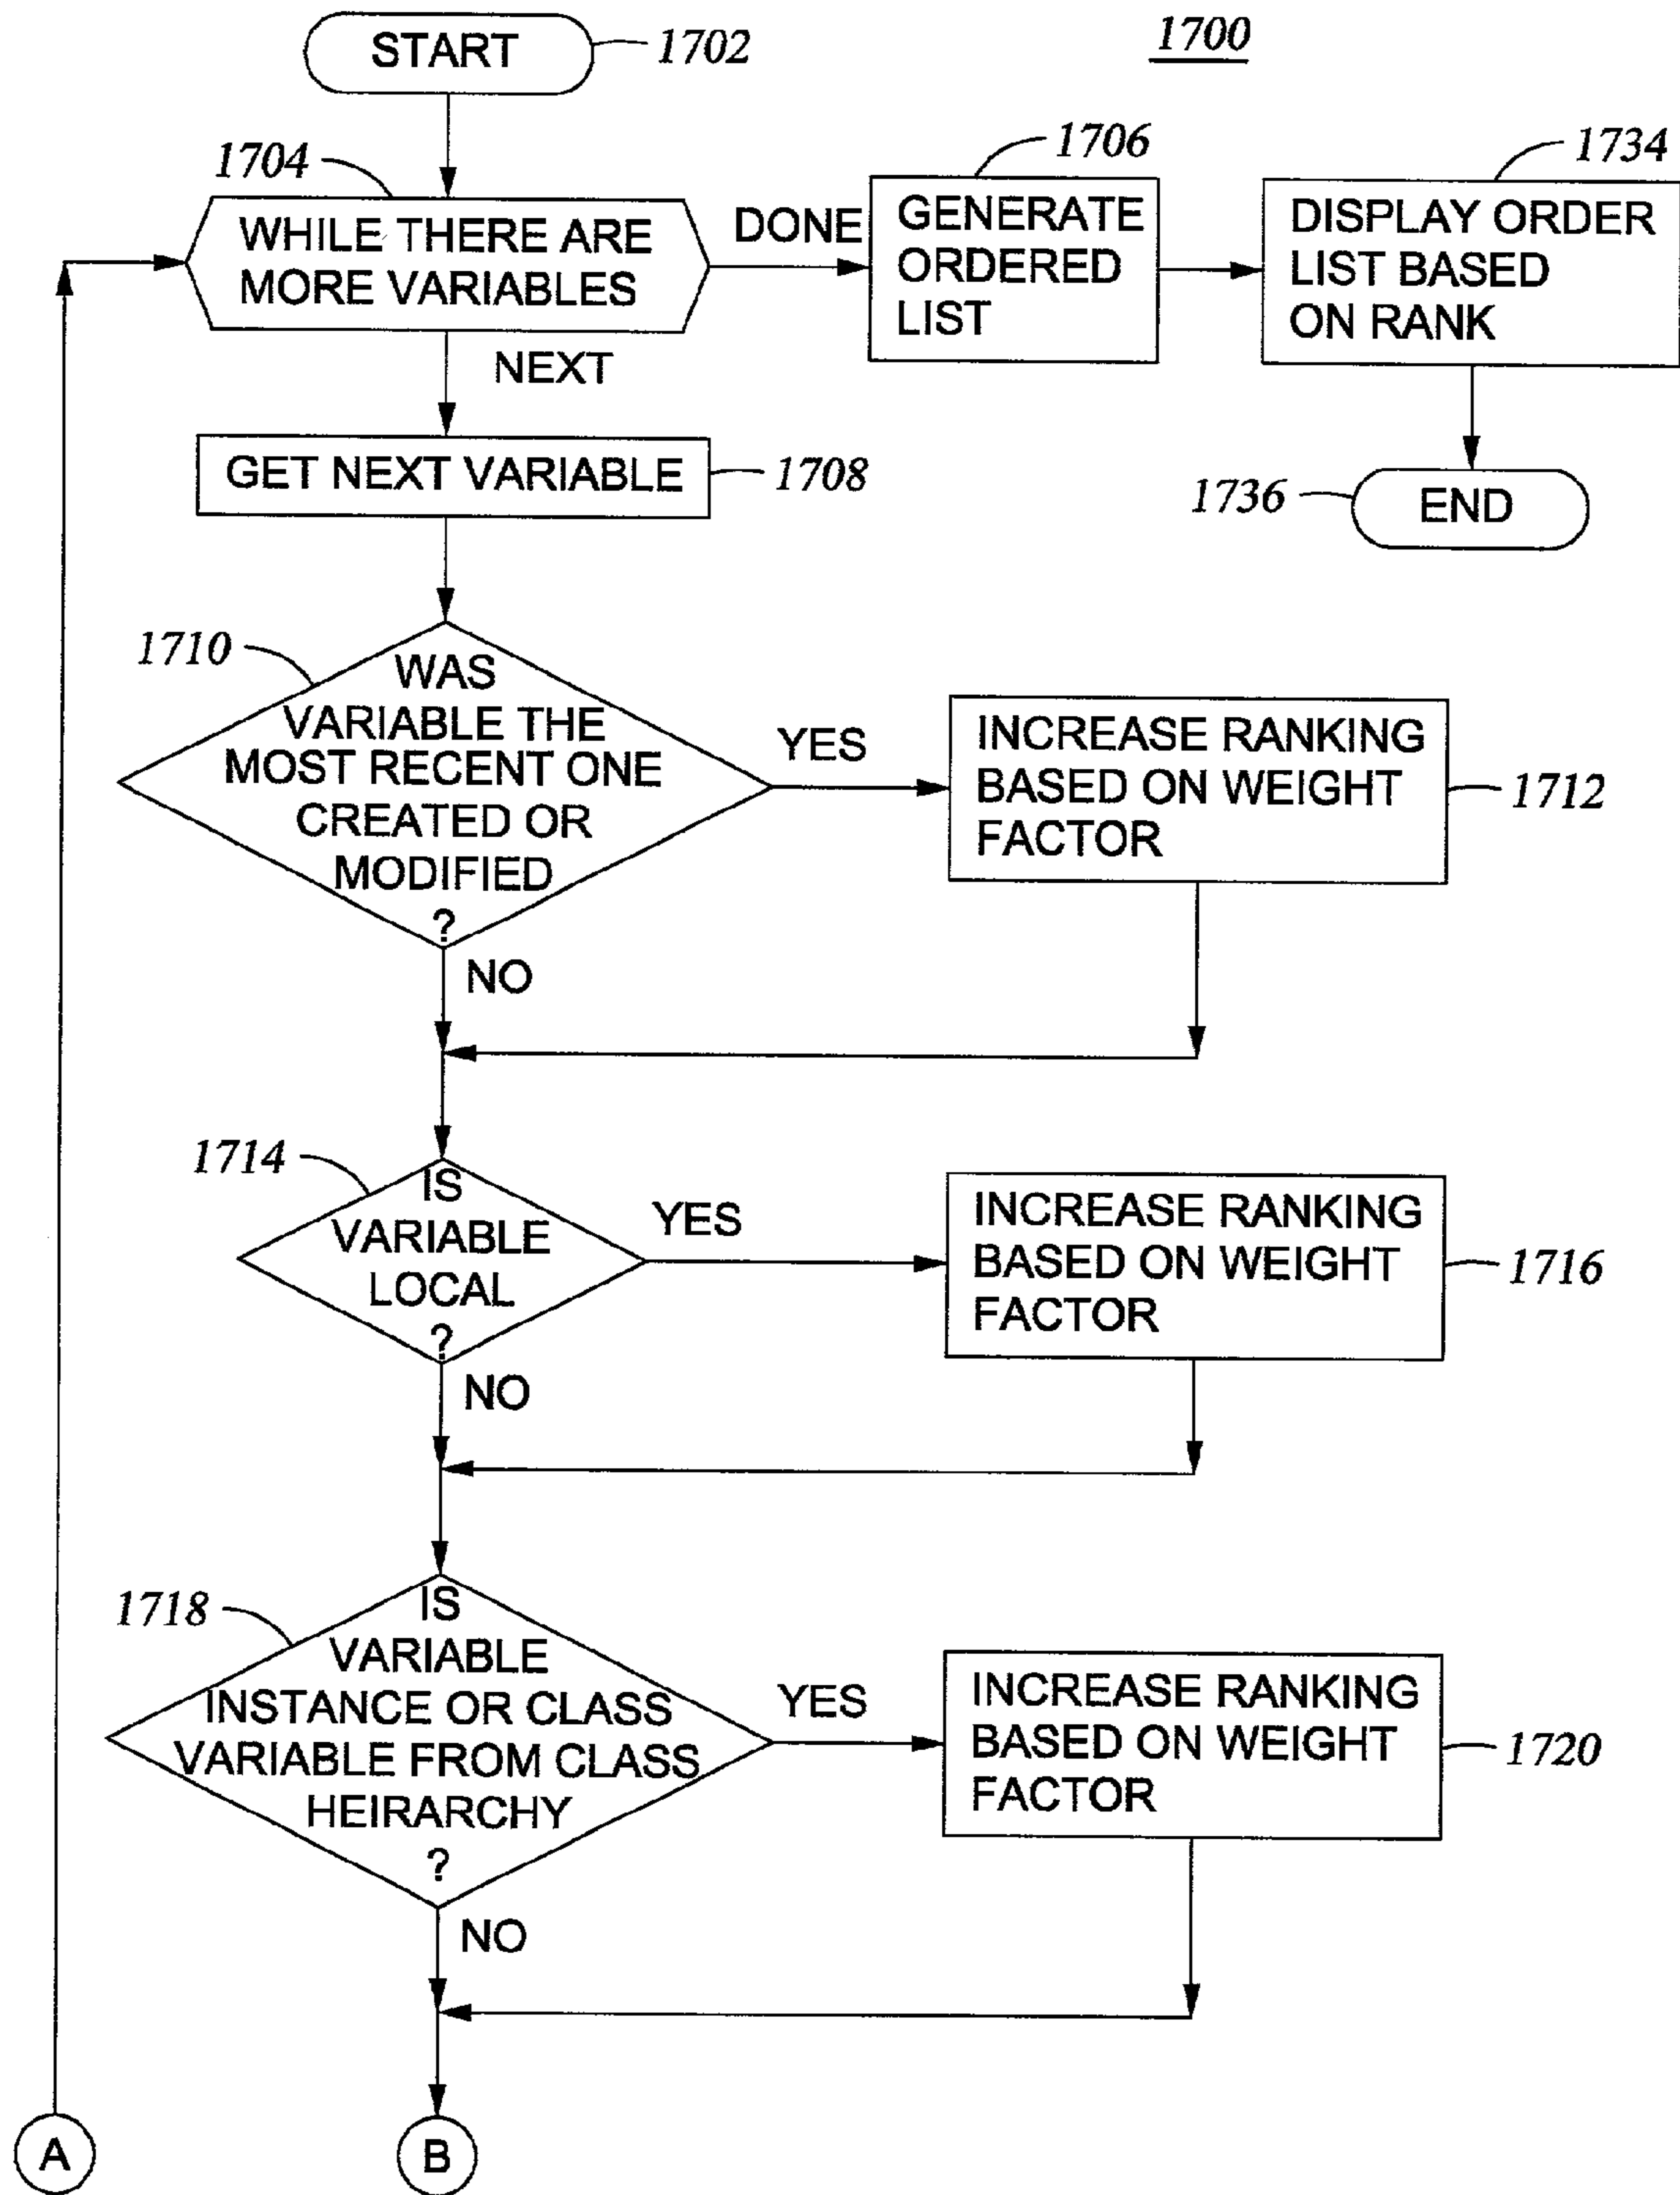 1700
START
1702
1704
WHILE THERE ARE
MORE VARIABLES
DONE
1706
GENERATE
ORDERED
LIST
1734
DISPLAY ORDER
LIST BASED
ON RANK
NEXT
GET NEXT VARIABLE
1708
1736
END
1710
WAS
VARIABLE THE
MOST RECENT ONE
CREATED OR
MODIFIED
?
YES
INCREASE RANKING
BASED ON WEIGHT
FACTOR
1712
NO
1714
IS
VARIABLE
LOCAL
?
YES
INCREASE RANKING
BASED ON WEIGHT
FACTOR
1716
NO
1718
IS
VARIABLE
INSTANCE OR CLASS
VARIABLE FROM CLASS
HEIRARCHY
?
YES
INCREASE RANKING
BASED ON WEIGHT
FACTOR
1720
NO
A
B